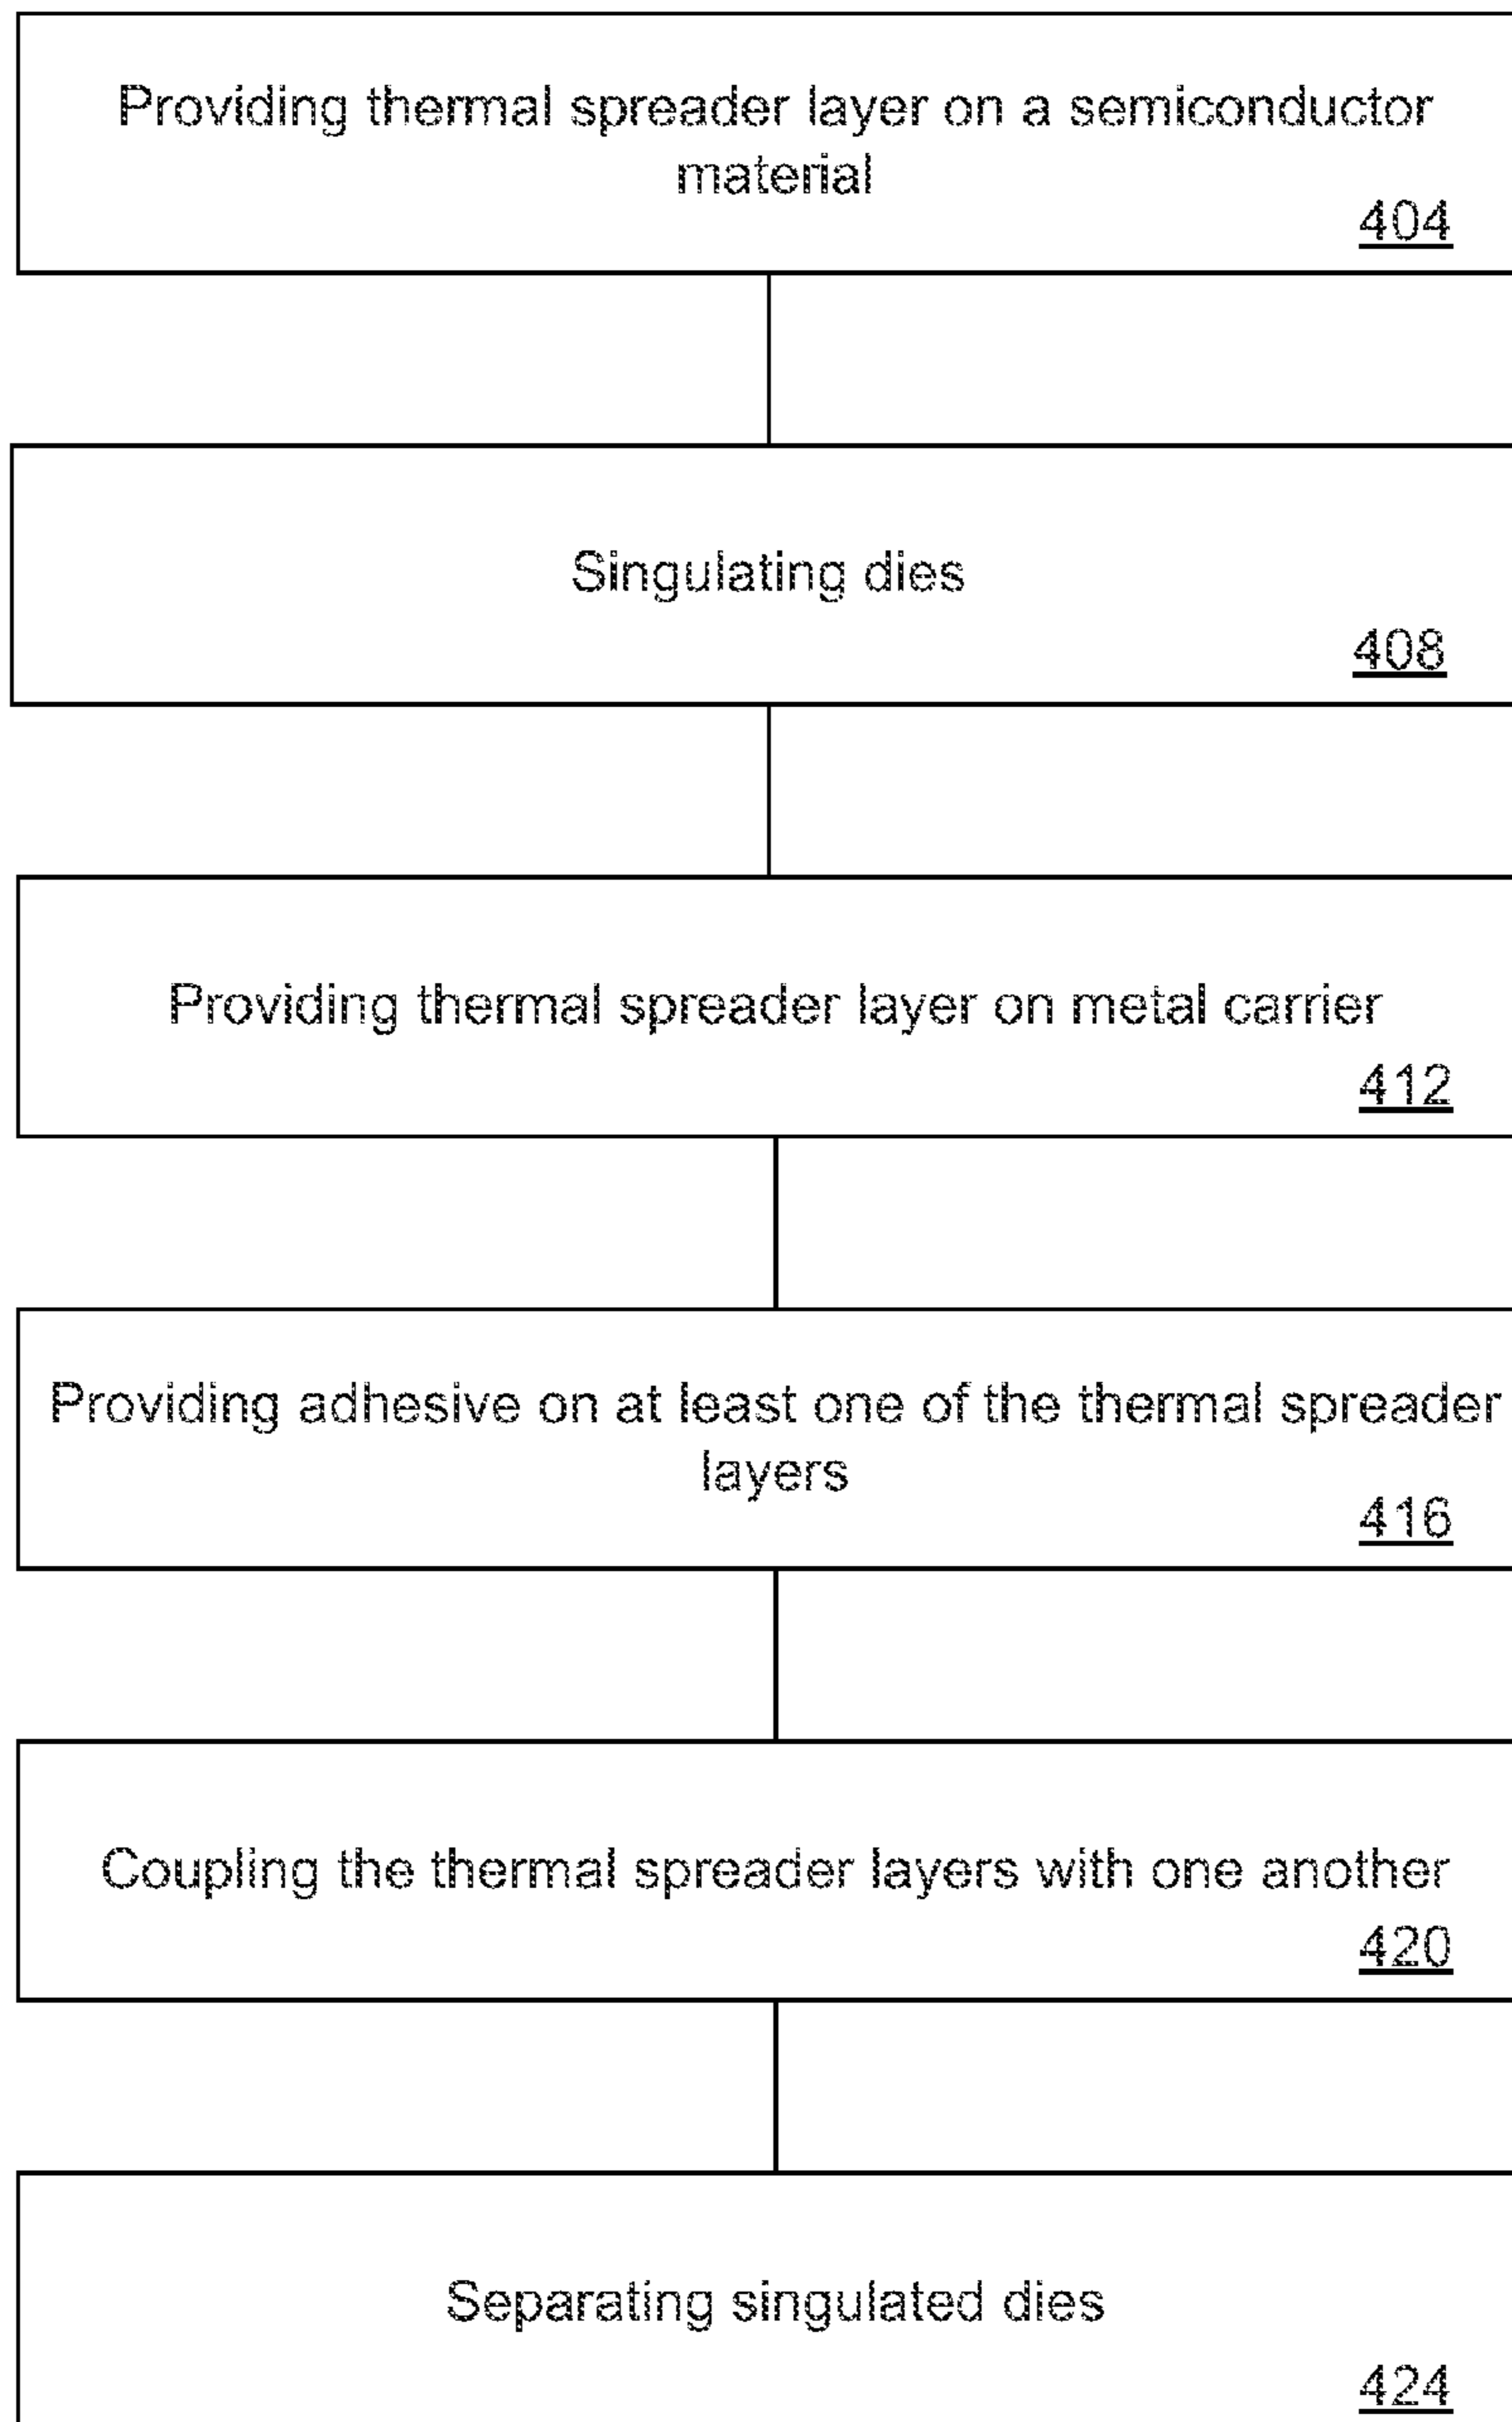 Providing thermal spreader layer on a semiconductor
material
404
Singulating dies
408
Providing thermal spreader layer on metal carrier
412
Providing adhesive on at least one of the thermal spreader
layers
416
Coupling the thermal spreader layers with one another
420
Separating singulated dies
424